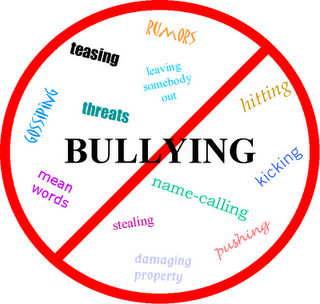 RUMORS
teasing
leaving
somebody
out
hitting
GOSSIPING
threats
BULLYING
kicking
mean
words
name-calling
stealing
pushing
damaging
property